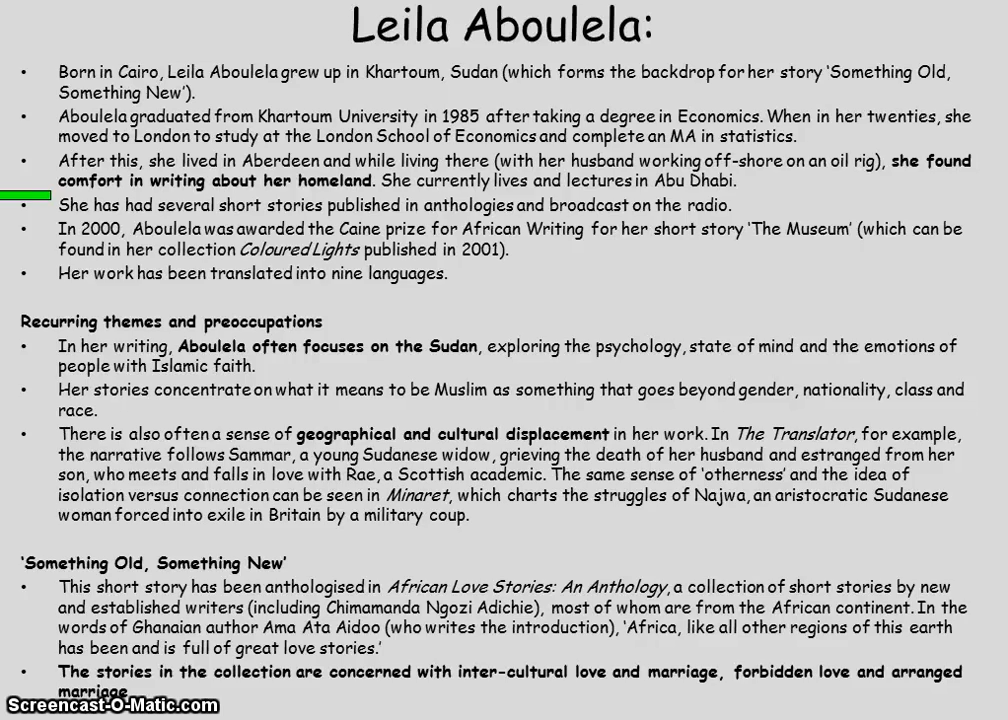 Leila Aboulela:
• Born in Cairo, Leila Aboulela grew up in Khartoum, Sudan (which forms the backdrop for her story ‘Something Old,
Something New’).
• Aboulela graduated from Khartoum University in 1985 after taking a degree in Economics. When in her twenties, she
moved to London to study at the London School of Economics and complete an MA in statistics.
• After this, she lived in Aberdeen and while living there (with her husband working off-shore on an oil rig), she found
comfort in writing about her homeland. She currently lives and lectures in Abu Dhabi.
• She has had several short stories published in anthologies and broadcast on the radio.
• In 2000, Aboulela was awarded the Caine prize for African Writing for her short story ‘The Museum’ (which can be
found in her collection Coloured Lights published in 2001).
• Her work has been translated into nine languages.
Recurring themes and preoccupations
• In her writing, Aboulela often focuses on the Sudan, exploring the psychology, state of mind and the emotions of
people with Islamic faith.
• Her stories concentrate on what it means to be Muslim as something that goes beyond gender, nationality, class and
race.
• There is also often a sense of geographical and cultural displacement in her work. In The Translator, for example,
the narrative follows Sammar, a young Sudanese widow, grieving the death of her husband and estranged from her
son, who meets and falls in love with Rae, a Scottish academic. The same sense of ‘otherness’ and the idea of
isolation versus connection can be seen in Minaret, which charts the struggles of Najwa, an aristocratic Sudanese
woman forced into exile in Britain by a military coup.
‘Something Old, Something New’
• This short story has been anthologised in African Love Stories: An Anthology, a collection of short stories by new
and established writers (including Chimamanda Ngozi Adichie), most of whom are from the African continent. In the
words of Ghanaian author Ama Ata Aidoo (who writes the introduction), ‘Africa, like all other regions of this earth
has been and is full of great love stories.’
• The stories in the collection are concerned with inter-cultural love and marriage, forbidden love and arranged
marriage
Screencast-O-Matic.com